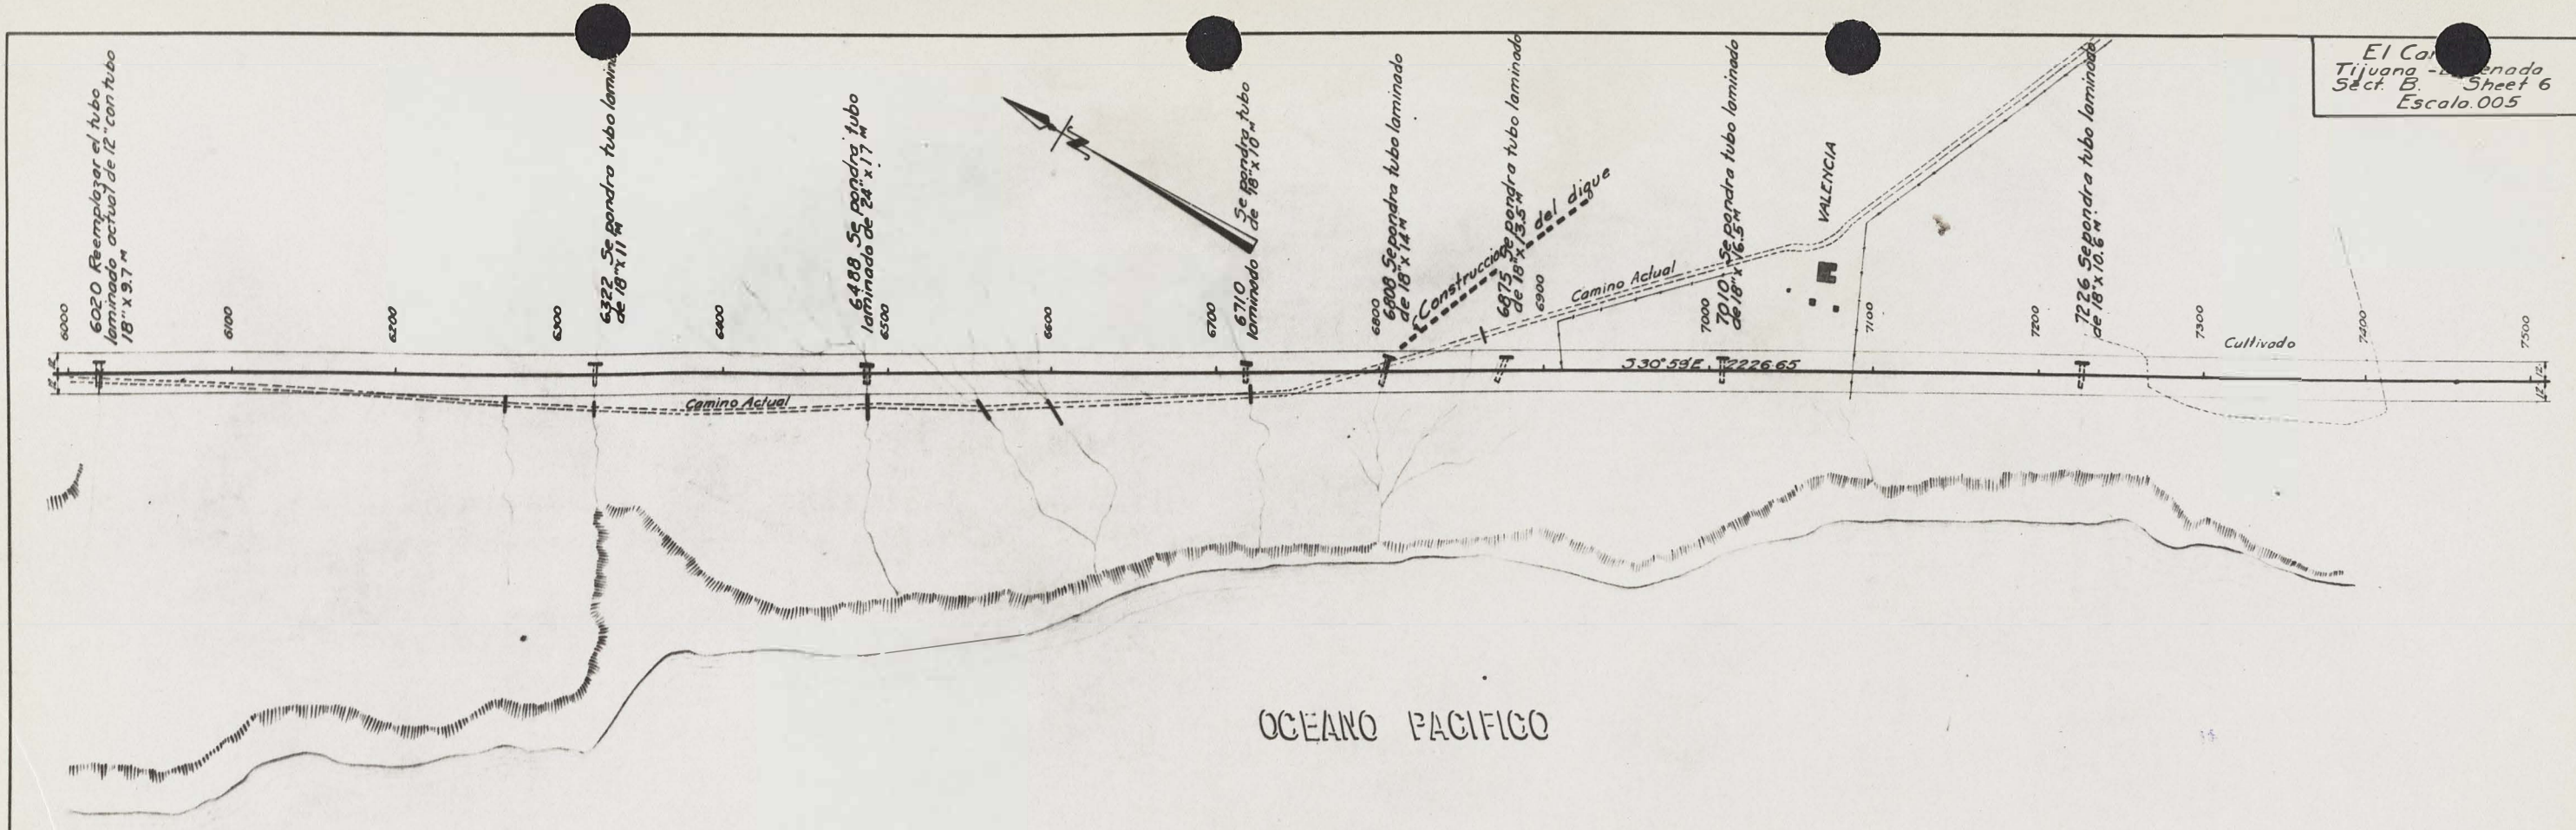 El
Tijuana - enada
Sect. B. Sheet 6
Escala .005
6020 Reemplazar el tubo
laminado actual de 12" con tubo
18" x 9.7 M
6322 Se pondra tubo
de 18" x 11 M
6488 Se pondra tubo
laminado de 24" x 17 M
N
6710 Se pondra tubo
laminado de 18" x 10 M
6808 Se pondra tubo laminado
de 18" x 14 M
Construccion del dique
6875 Se pondra tubo laminado
de 18" x 13.5 M
7010 Se pondra tubo laminado
de 18" x 16.5 M
VALENCIA
7226 Se pondra tubo laminado
de 18" x 10.6 M
6000
6100
6200
6300
6400
6500
6600
6700
6800
6900
7000
7100
7200
7300
7400
7500
Camino Actual
Cultivado
S 30° 59' E 2226.65
Camino Actual
OCEANO PACIFICO